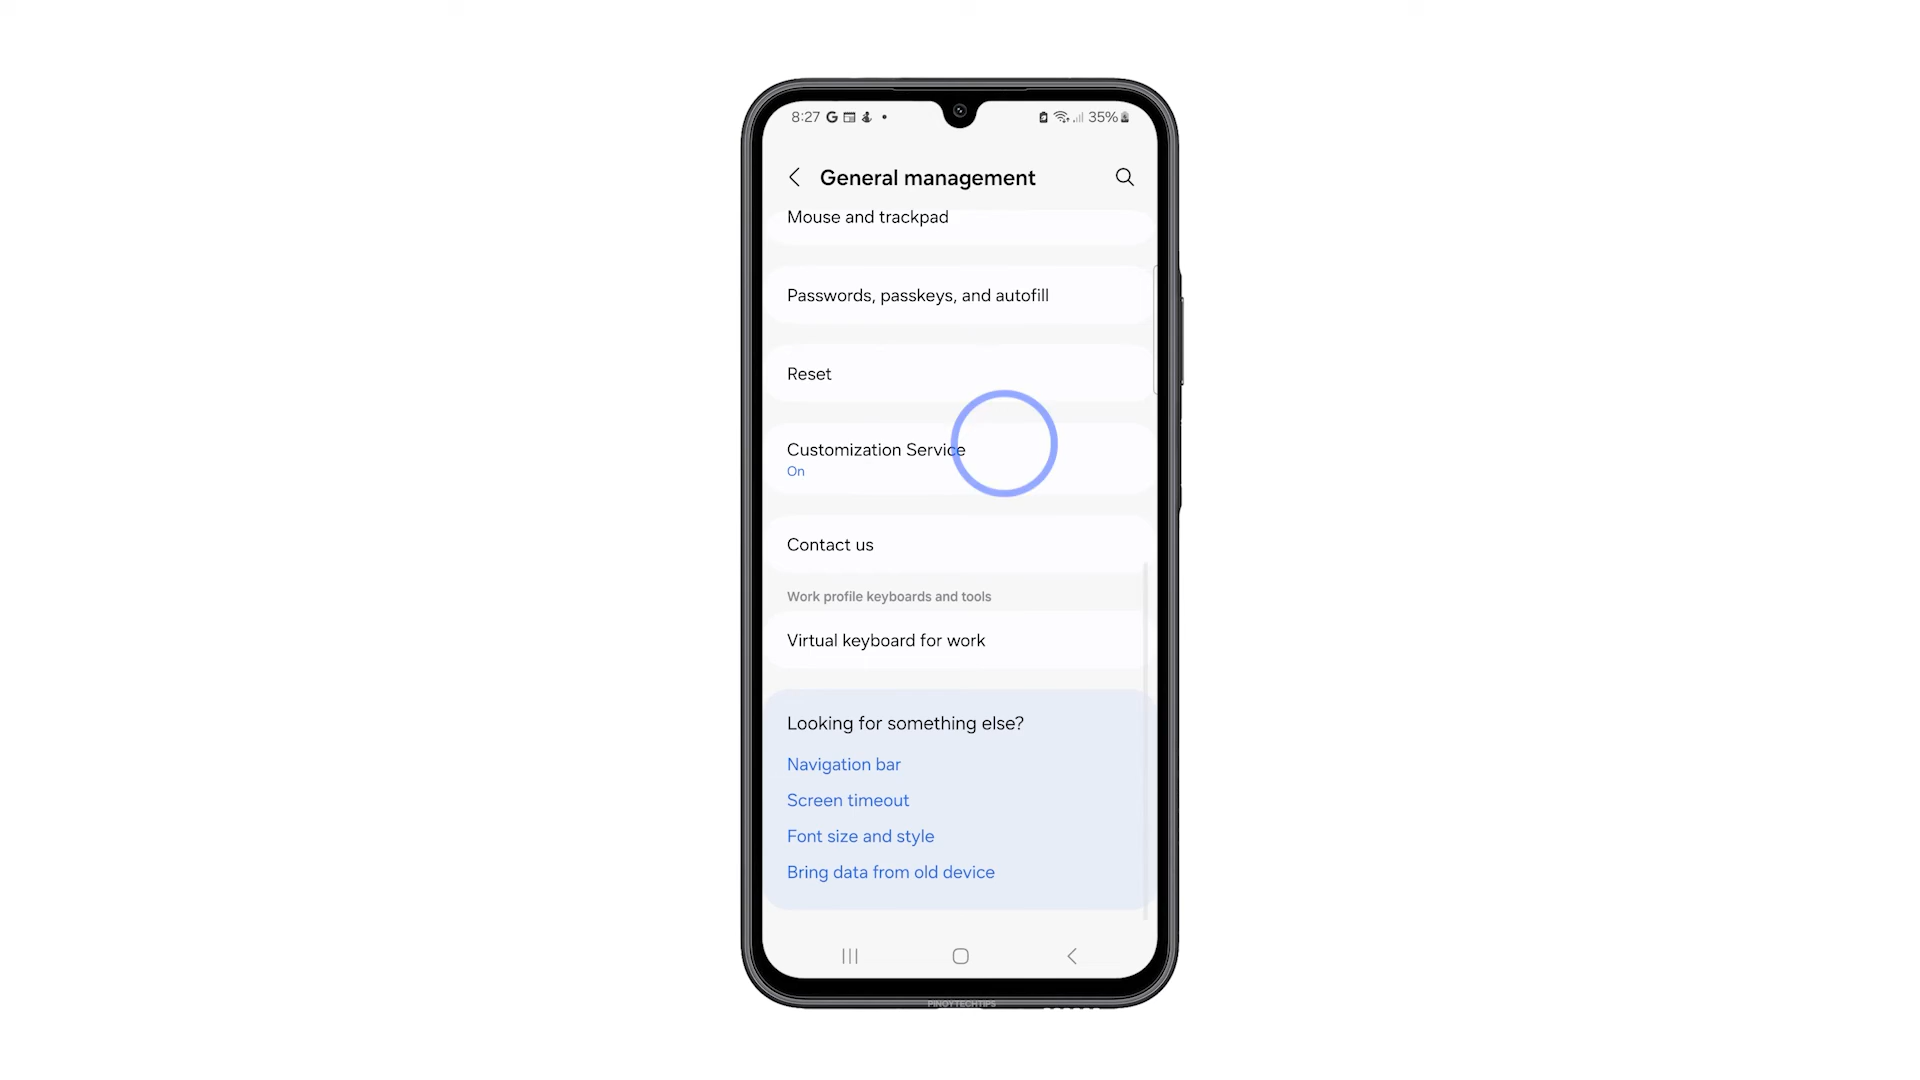 8:27
35%
General management
Mouse and trackpad
Passwords, passkeys, and autofill
Reset
Customization Service
On
Contact us
Work profile keyboards and tools
Virtual keyboard for work
Looking for something else?
Navigation bar
Screen timeout
Font size and style
Bring data from old device
PINOYTECHTIPS